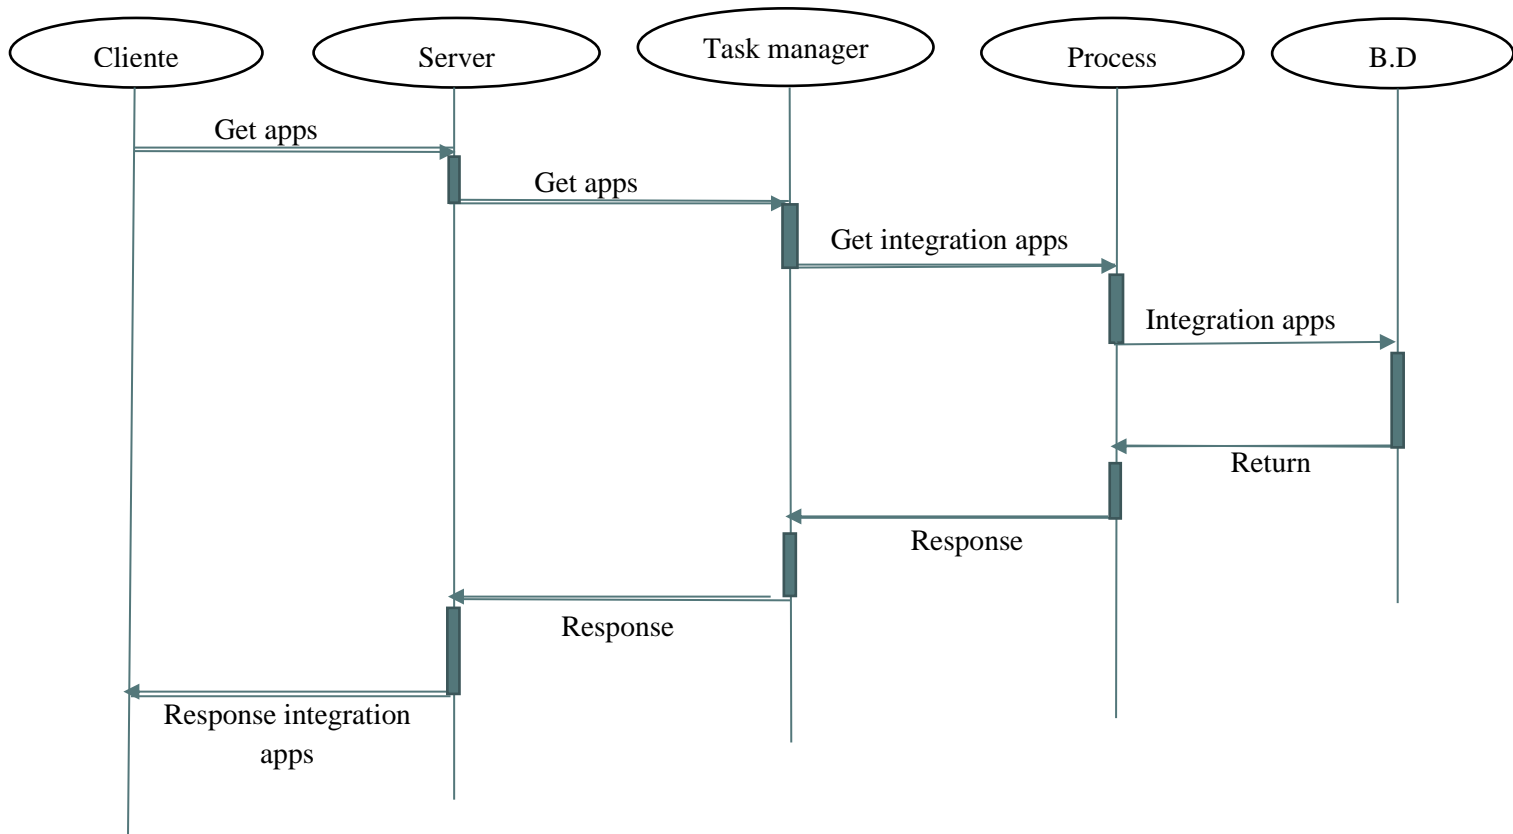 Cliente
Server
Task manager
Process
B.D
Get apps
Get apps
Get integration apps
Integration apps
Return
Response
Response
Response integration
apps